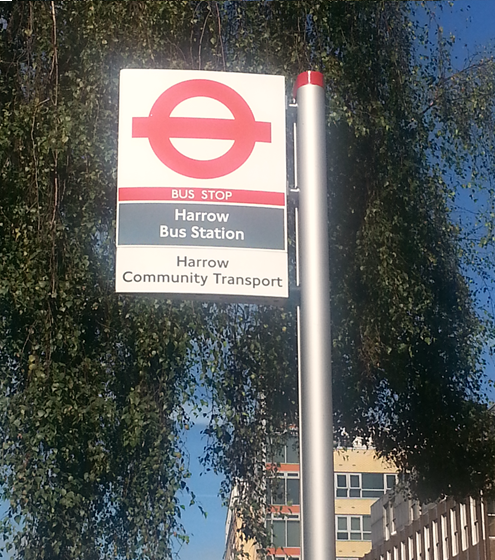 BUS STOP
Harrow
Bus Station
Harrow
Community Transport